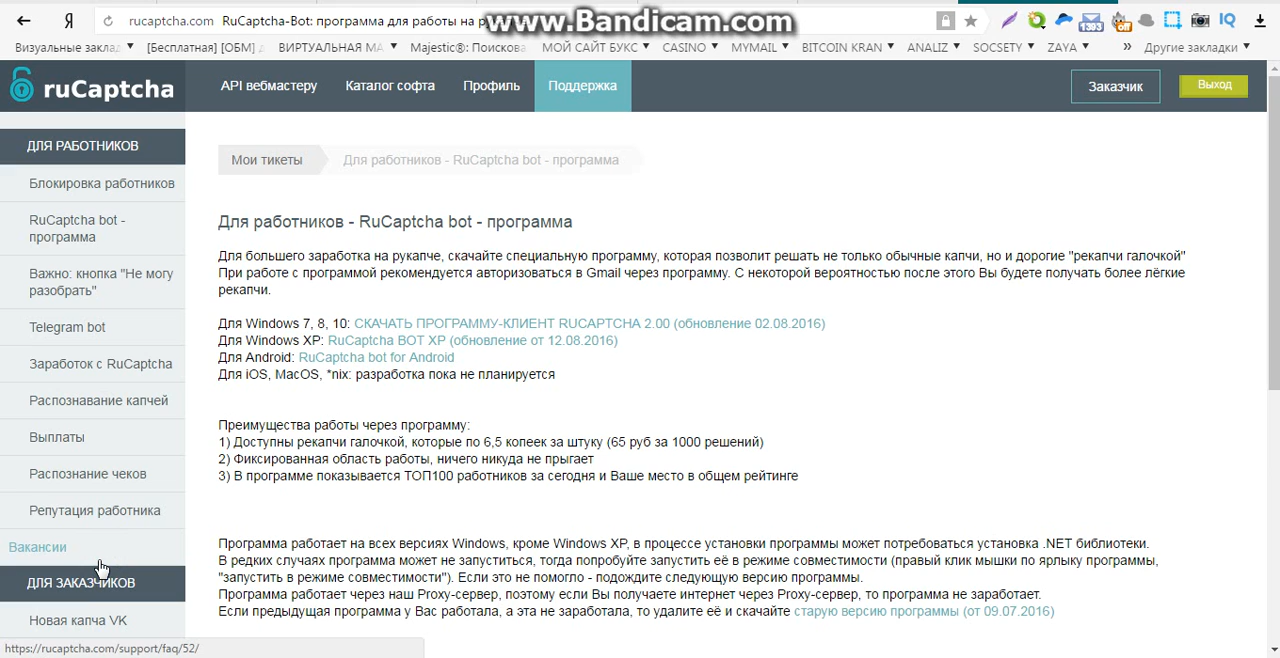 Я rucaptcha.com RuCaptcha-Bot: программа для работы на
www.Bandicam.com
Визуальные заклад [Бесплатная] [ОБМ] ВИРТУАЛЬНАЯ МА Majestic®: Поискова МОЙ САЙТ БУКС CASINO MYMAIL BITCOIN KRAN ANALIZ SOCSETY ZAYA » Другие закладки
1393 off IQ
ruCaptcha API вебмастеру Каталог софта Профиль Поддержка Заказчик Выход
ДЛЯ РАБОТНИКОВ
Блокировка работников
RuCaptcha bot -
программа
Важно: кнопка "Не могу
разобрать"
Telegram bot
Заработок с RuCaptcha
Распознавание капчей
Выплаты
Распознание чеков
Репутация работника
Вакансии
ДЛЯ ЗАКАЗЧИКОВ
Новая капча VK
https://rucaptcha.com/support/faq/52/
Мои тикеты Для работников - RuCaptcha bot - программа
Для работников - RuCaptcha bot - программа
Для большего заработка на рукапче, скачайте специальную программу, которая позволит решать не только обычные капчи, но и дорогие "рекапчи галочкой"
При работе с программой рекомендуется авторизоваться в Gmail через программу. С некоторой вероятностью после этого Вы будете получать более лёгкие
рекапчи.
Для Windows 7, 8, 10: СКАЧАТЬ ПРОГРАММУ-КЛИЕНТ RUCAPTCHA 2.00 (обновление 02.08.2016)
Для Windows XP: RuCaptcha BOT XP (обновление от 12.08.2016)
Для Android: RuCaptcha bot for Android
Для iOS, MacOS, *nix: разработка пока не планируется
Преимущества работы через программу:
1) Доступны рекапчи галочкой, которые по 6,5 копеек за штуку (65 руб за 1000 решений)
2) Фиксированная область работы, ничего никуда не прыгает
3) В программе показывается ТОП100 работников за сегодня и Ваше место в общем рейтинге
Программа работает на всех версиях Windows, кроме Windows XP, в процессе установки программы может потребоваться установка .NET библиотеки.
В редких случаях программа может не запуститься, тогда попробуйте запустить её в режиме совместимости (правый клик мышки по ярлыку программы,
"запустить в режиме совместимости"). Если это не помогло - подождите следующую версию программы.
Программа работает через наш Proxy-сервер, поэтому если Вы получаете интернет через Proxy-сервер, то программа не заработает.
Если предыдущая программа у Вас работала, а эта не заработала, то удалите её и скачайте старую версию программы (от 09.07.2016)